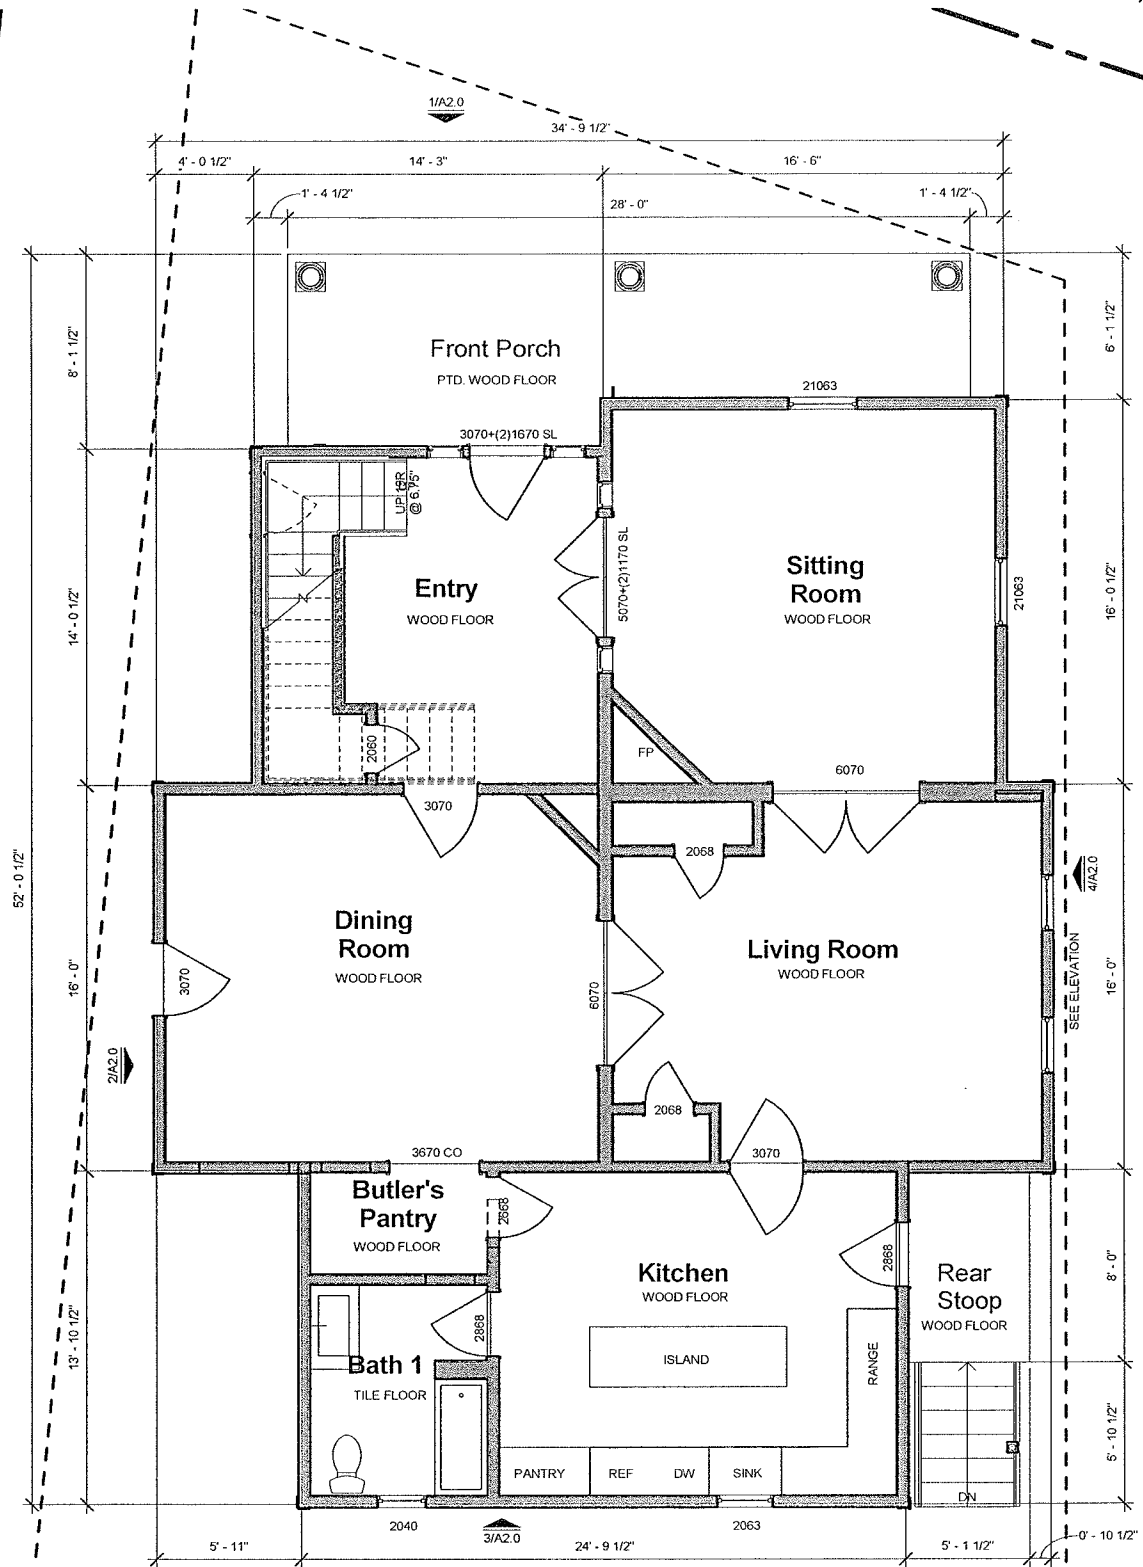 1/A2.0
34' - 9 1/2"
4' - 0 1/2"
14' - 3"
16' - 6"
1' - 4 1/2"
28' - 0"
1' - 4 1/2"
8' - 1 1/2"
6' - 1 1/2"
Front Porch
PTD. WOOD FLOOR
21063
3070+(2)1670 SL
@ 6.75"
5070+(2)1170 SL
Entry
WOOD FLOOR
Sitting
Room
WOOD FLOOR
21063
14' - 0 1/2"
16' - 0 1/2"
2060
FP
6070
3070
2068
52' - 0 1/2"
4/A2.0
Dining
Room
WOOD FLOOR
Living Room
WOOD FLOOR
3070
6070
SEE ELEVATION
16' - 0"
16' - 0"
2/A2.0
2068
3670 CO
3070
Butler's
Pantry
WOOD FLOOR
2668
Kitchen
WOOD FLOOR
2868
Rear
Stoop
WOOD FLOOR
8' - 0"
13' - 10 1/2"
2868
Bath 1
TILE FLOOR
ISLAND
RANGE
5' - 10 1/2"
PANTRY
REF
DW
SINK
DN
2040
3/A2.0
2063
5' - 11"
24' - 9 1/2"
5' - 1 1/2"
0' - 10 1/2"